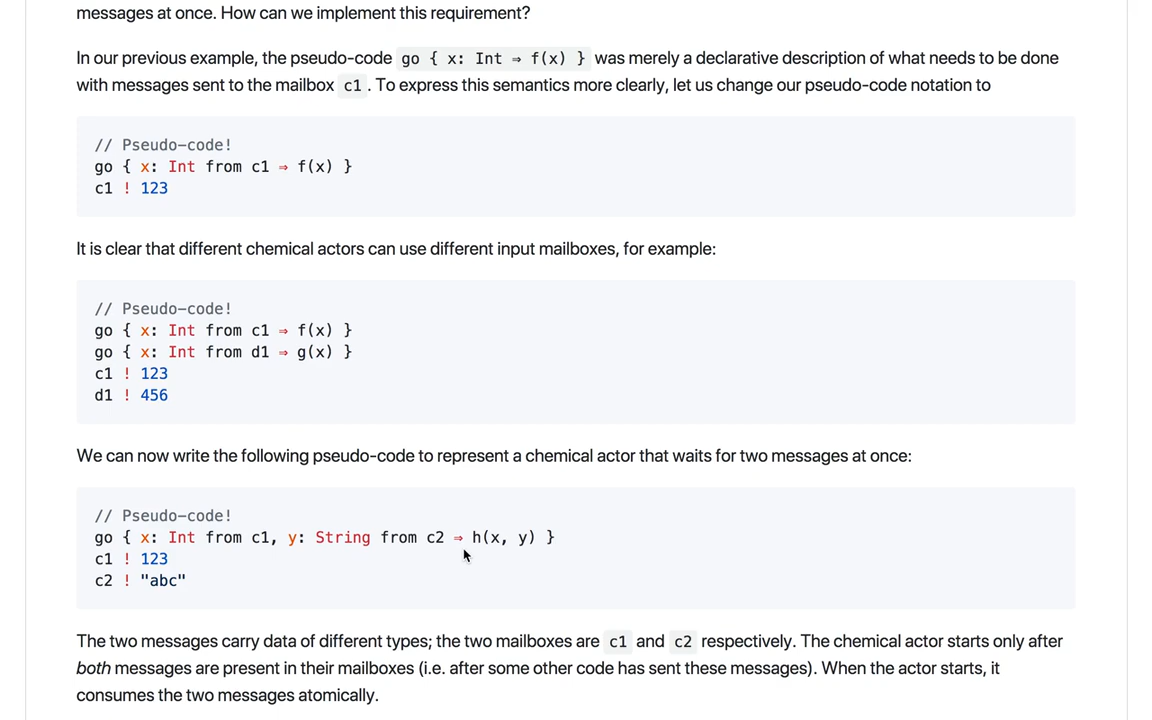 messages at once. How can we implement this requirement?
In our previous example, the pseudo-code go { x: Int ⇒ f(x) } was merely a declarative description of what needs to be done
with messages sent to the mailbox c1 . To express this semantics more clearly, let us change our pseudo-code notation to
// Pseudo-code!
go { x: Int from c1 ⇒ f(x) }
c1 ! 123
It is clear that different chemical actors can use different input mailboxes, for example:
// Pseudo-code!
go { x: Int from c1 ⇒ f(x) }
go { x: Int from d1 ⇒ g(x) }
c1 ! 123
d1 ! 456
We can now write the following pseudo-code to represent a chemical actor that waits for two messages at once:
// Pseudo-code!
go { x: Int from c1, y: String from c2 ⇒ h(x, y) }
c1 ! 123
c2 ! "abc"
The two messages carry data of different types; the two mailboxes are c1 and c2 respectively. The chemical actor starts only after
both messages are present in their mailboxes (i.e. after some other code has sent these messages). When the actor starts, it
consumes the two messages atomically.